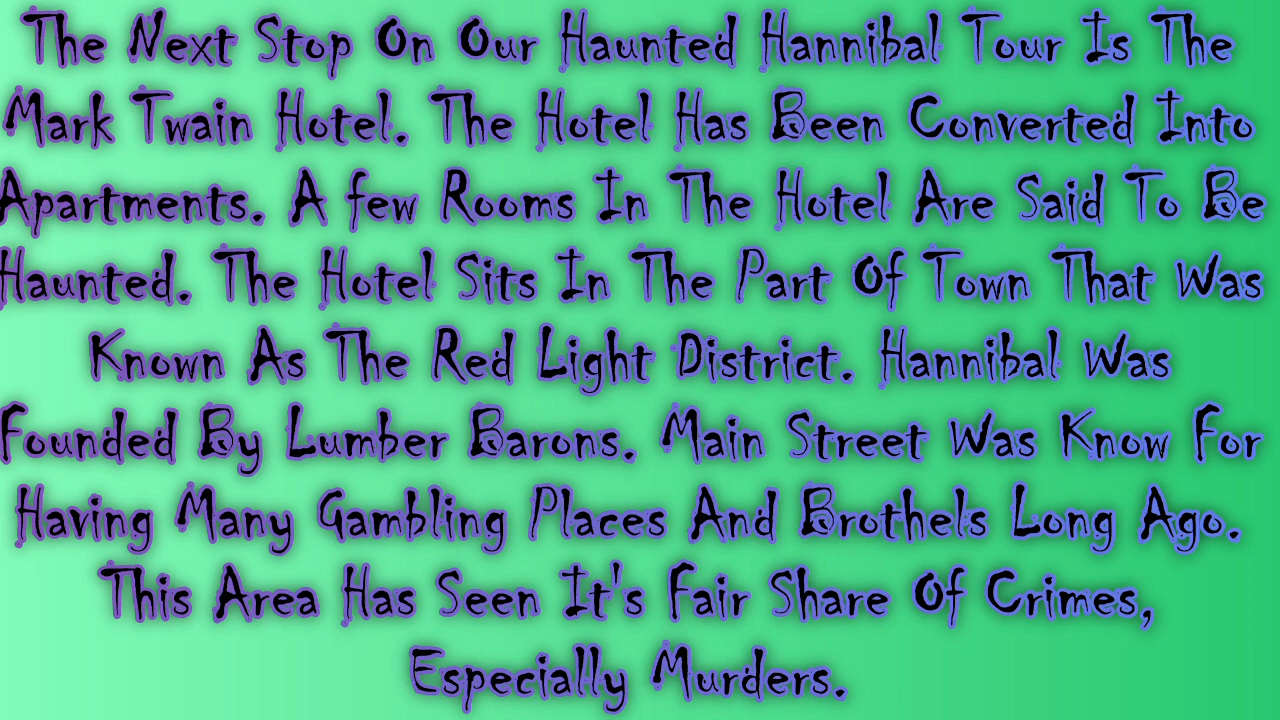 The Next Stop On Our Haunted Hannibal Tour Is The
Mark Twain Hotel. The Hotel Has Been Converted Into
Apartments. A few Rooms In The Hotel Are Said To Be
Haunted. The Hotel Sits In The Part Of Town That Was
Known As The Red Light District. Hannibal Was
Founded By Lumber Barons. Main Street Was Know For
Having Many Gambling Places And Brothels Long Ago.
This Area Has Seen It's Fair Share Of Crimes,
Especially Murders.